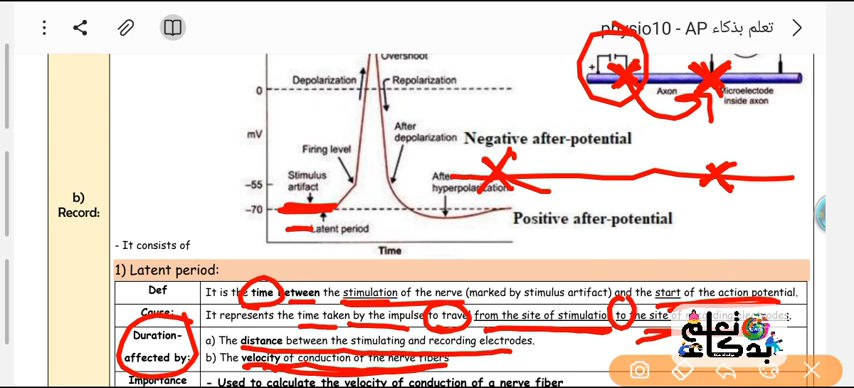 physio10 - AP تعلم بذكاء
Overshoot
Depolarization
Repolarization
0
mV
-55
-70
Firing level
After depolarization
Negative after-potential
Stimulus artifact
After hyperpolarization
Latent period
Positive after-potential
Time
+
Axon
Microelectode inside axon
b)
Record:
- It consists of
1) Latent period:
Def
It is the time between the stimulation of the nerve (marked by stimulus artifact) and the start of the action potential.
Cause:
It represents the time taken by the impulse to travel from the site of stimulation to the site of
Duration- affected by:
a) The distance between the stimulating and recording electrodes.
b) The velocity of conduction of the nerve fibers
Importance
- Used to calculate the velocity of conduction of a nerve fiber
تعلم
بذكاء